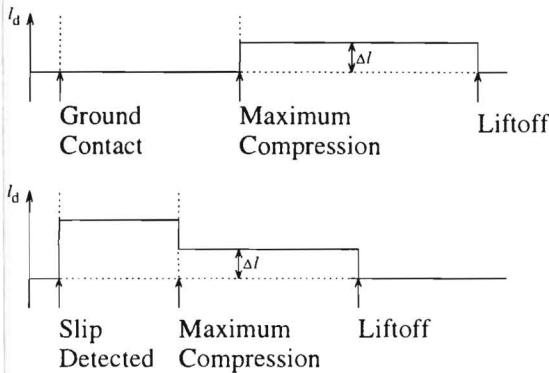 l_d
Δl
Ground
Contact
Maximum
Compression
Liftoff
l_d
Δl
Slip
Detected
Maximum
Compression
Liftoff